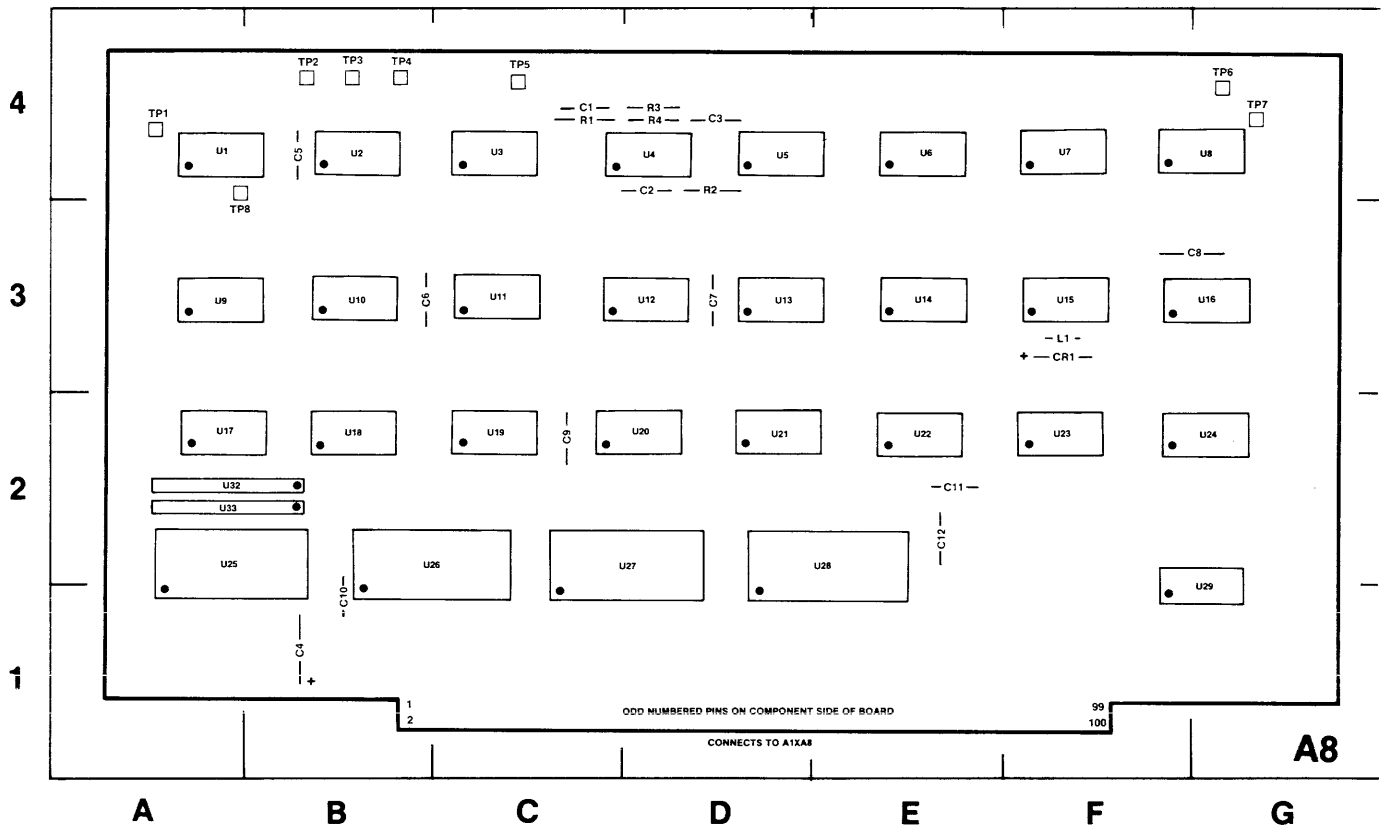 TP2 TP3 TP4 TP5 TP6
4
TP1 C1 R3 TP7
R1 R4 C3
U1 C5 U2 U3 U4 U5 U6 U7 U8
C2 R2
TP8
C8
3 U9 U10 C6 U11 U12 C7 U13 U14 U15 U16
L1
+ CR1
U17 U18 U19 C9 U20 U21 U22 U23 U24
2 U32 C11
U33
C12
U25 U26 U27 U28
C10 U29
C4
1 +
1 ODD NUMBERED PINS ON COMPONENT SIDE OF BOARD 99
2 100
CONNECTS TO A1XA8
A8
A B C D E F G